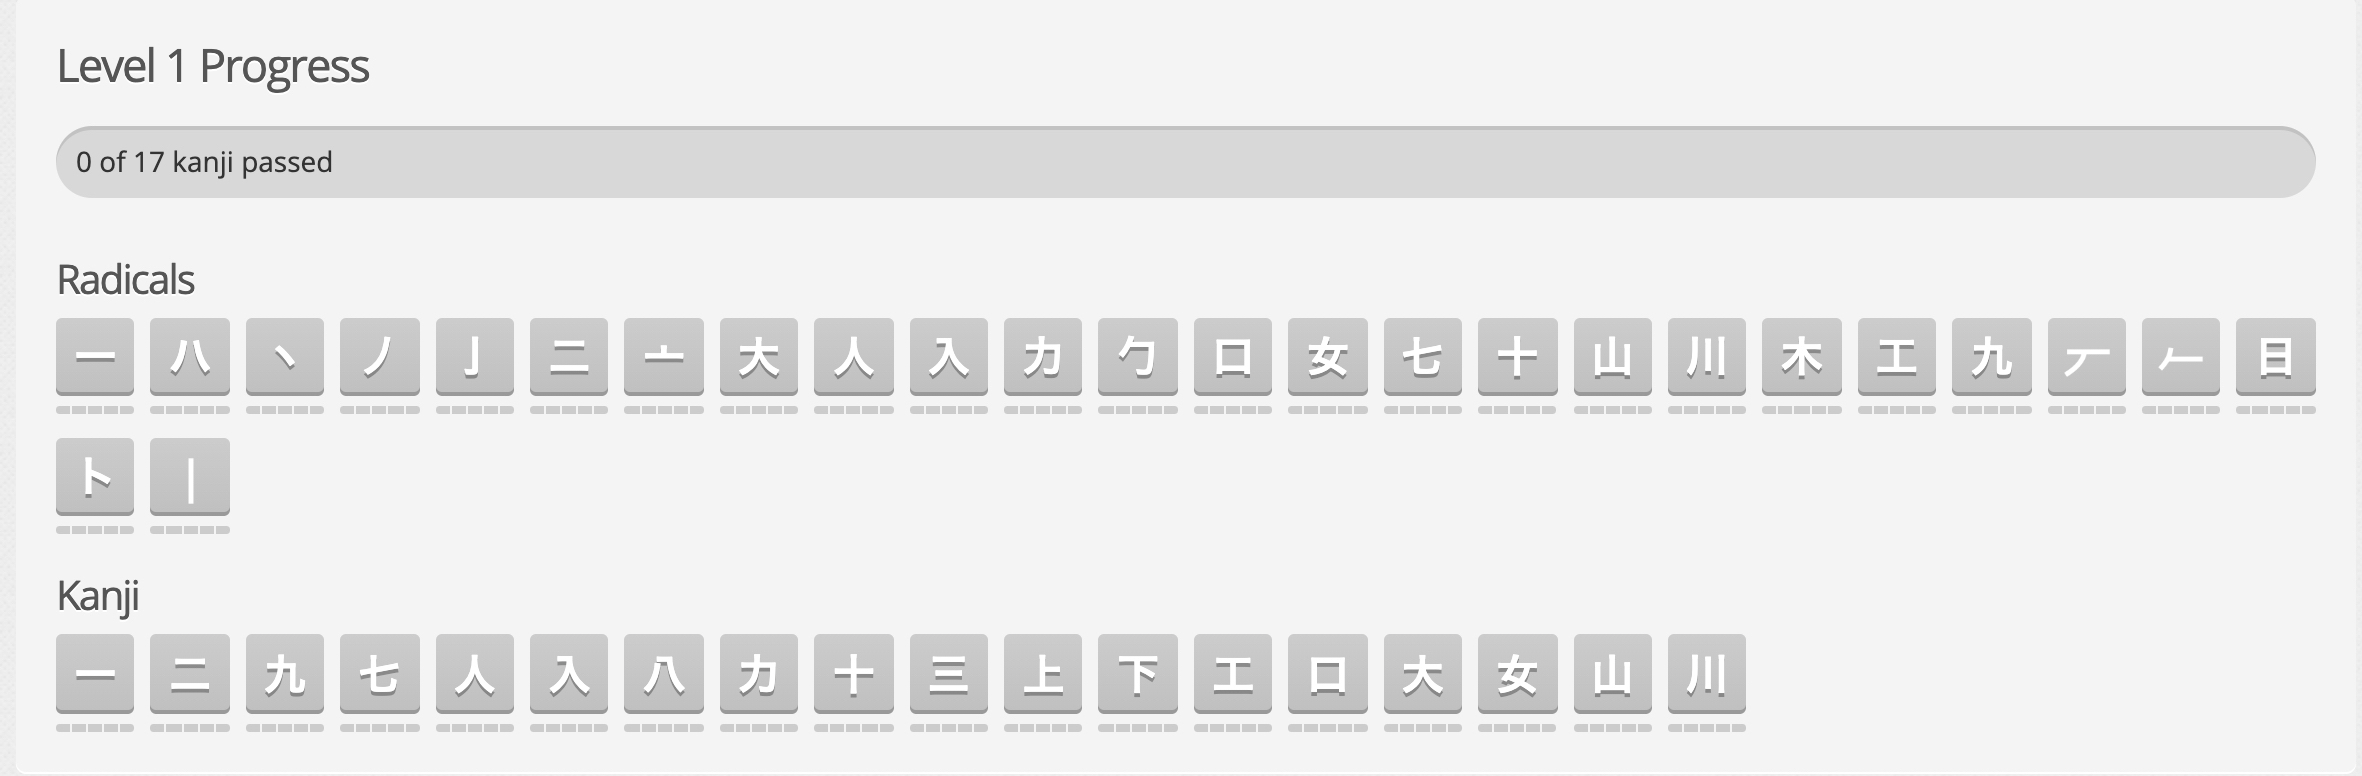 Level 1 Progress
0 of 17 kanji passed
Radicals
一 八 丶 ノ 亅 二 亠 大 人 入 力 勹 口 女 七 十 山 川 木 工 九 𠂇 𠂉 日
ト |
Kanji
一 二 九 七 人 入 八 力 十 三 上 下 工 口 大 女 山 川